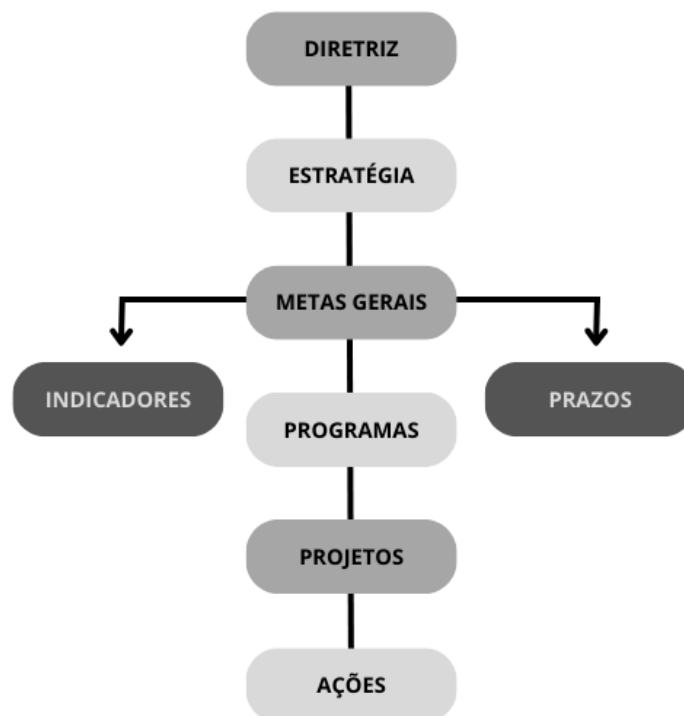 DIRETRIZ
ESTRATÉGIA
METAS GERAIS
INDICADORES
PRAZOS
PROGRAMAS
PROJETOS
AÇÕES